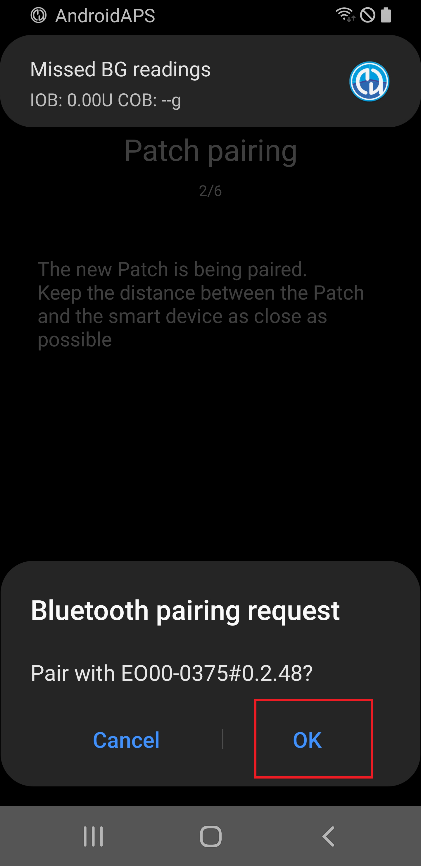 AndroidAPS
Missed BG readings
IOB: 0.00U COB: --g
Patch pairing
2/6
The new Patch is being paired.
Keep the distance between the Patch
and the smart device as close as
possible
Bluetooth pairing request
Pair with EO00-0375#0.2.48?
Cancel
OK